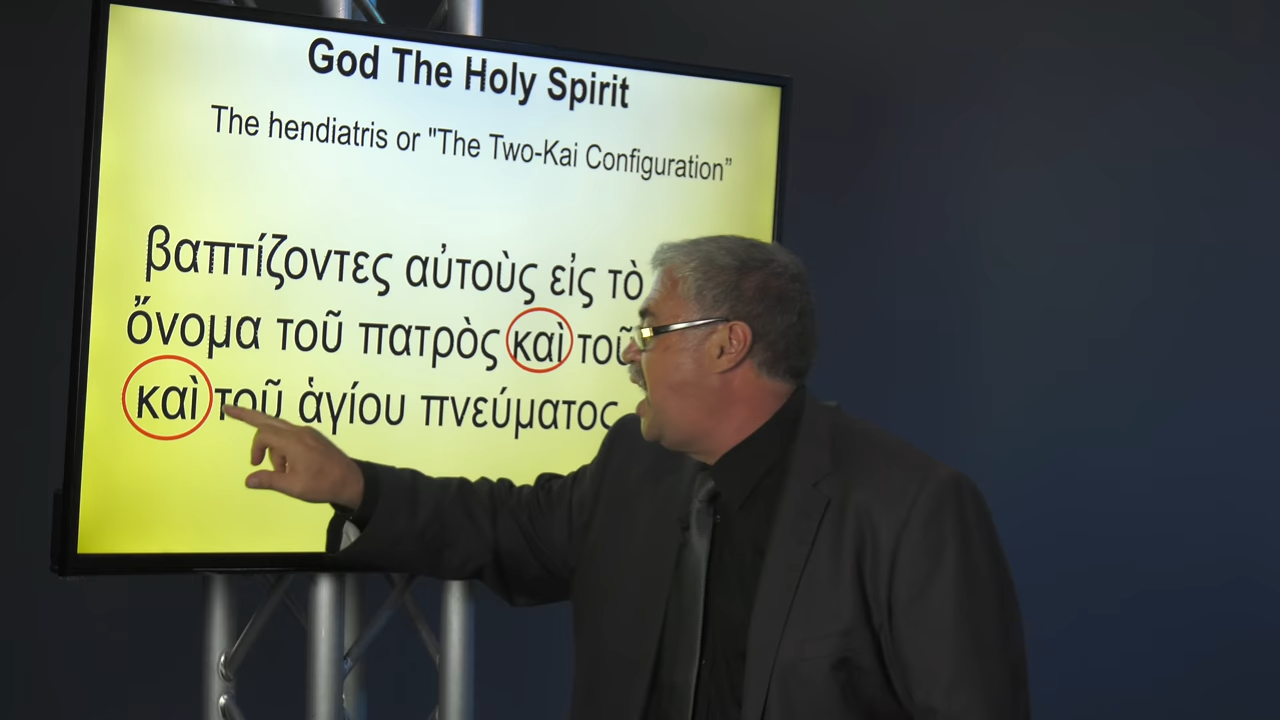 God The Holy Spirit
The hendiatris or "The Two-Kai Configuration”
βαπτίζοντες αὐτοὺς εἰς τὸ
ὄνομα τοῦ πατρὸς καὶ τοῦ
καὶ τοῦ ἁγίου πνεύματος